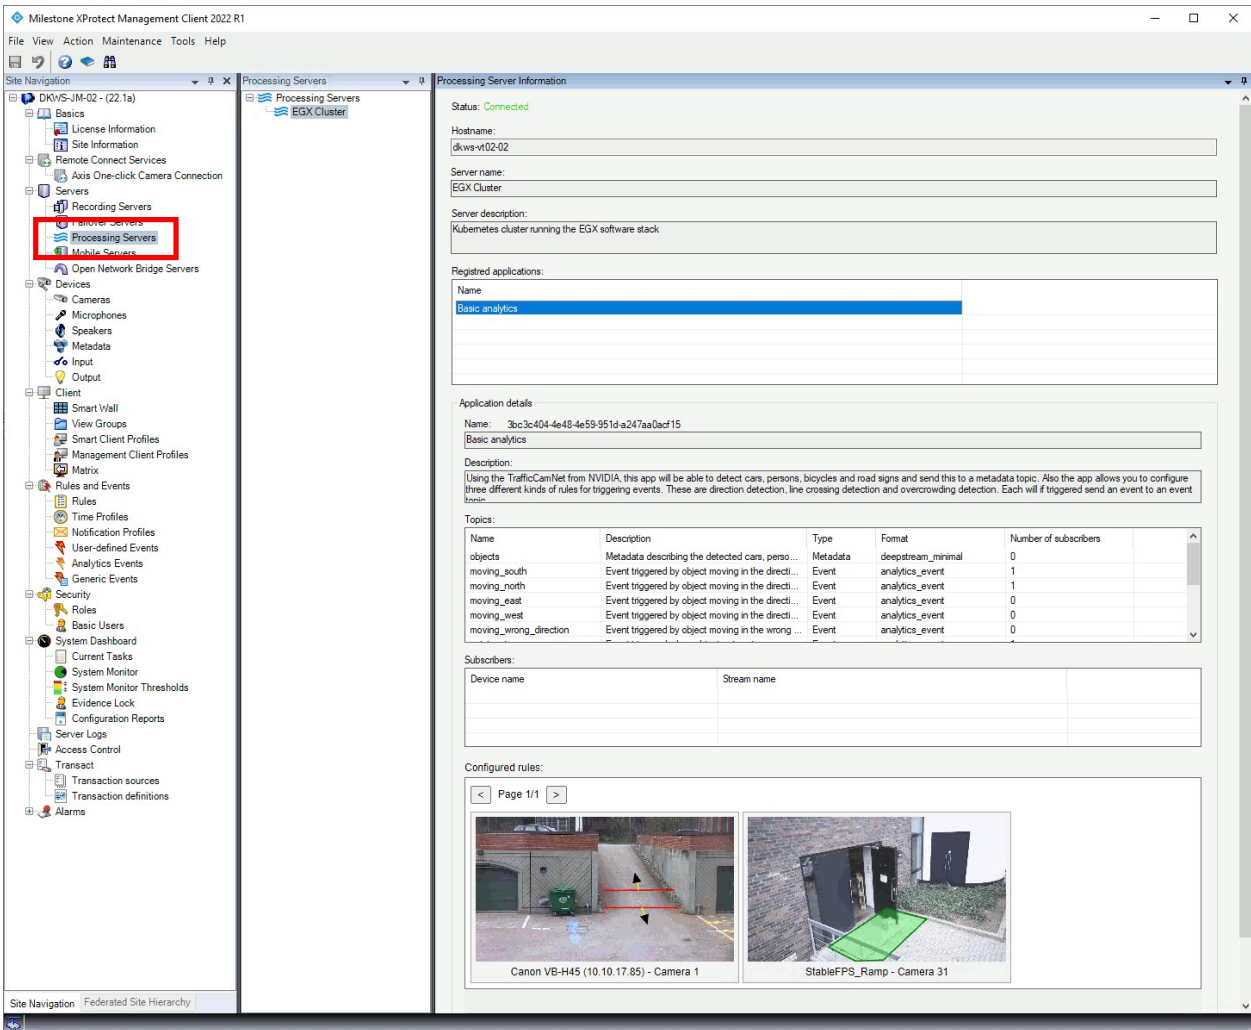 Milestone XProtect Management Client 2022 R1
File View Action Maintenance Tools Help
Site Navigation
DKWS-JM-02 - (22.1a)
Basics
License Information
Site Information
Remote Connect Services
Axis One-click Camera Connection
Servers
Recording Servers
Failover Servers
Processing Servers
Mobile Servers
Open Network Bridge Servers
Devices
Cameras
Microphones
Speakers
Metadata
Input
Output
Client
Smart Wall
View Groups
Smart Client Profiles
Management Client Profiles
Matrix
Rules and Events
Rules
Time Profiles
Notification Profiles
User-defined Events
Analytics Events
Generic Events
Security
Roles
Basic Users
System Dashboard
Current Tasks
System Monitor
System Monitor Thresholds
Evidence Lock
Configuration Reports
Server Logs
Access Control
Transact
Transaction sources
Transaction definitions
Alarms
Site Navigation Federated Site Hierarchy
Processing Servers
Processing Servers
EGX Cluster
Processing Server Information
Status: Connected
Hostname:
dkws-vt02-02
Server name:
EGX Cluster
Server description:
Kubernetes cluster running the EGX software stack
Registred applications:
Name
Basic analytics
Application details
Name: 3bc3c404-4e48-4e59-951d-a247aa0acf15
Basic analytics
Description:
Using the TrafficCamNet from NVIDIA, this app will be able to detect cars, persons, bicycles and road signs and send this to a metadata topic. Also the app allows you to configure
three different kinds of rules for triggering events. These are direction detection, line crossing detection and overcrowding detection. Each will if triggered send an event to an event
topic
Topics:
Name Description Type Format Number of subscribers
objects Metadata describing the detected cars, perso... Metadata deepstream_minimal 0
moving_south Event triggered by object moving in the directi... Event analytics_event 1
moving_north Event triggered by object moving in the directi... Event analytics_event 1
moving_east Event triggered by object moving in the directi... Event analytics_event 0
moving_west Event triggered by object moving in the directi... Event analytics_event 0
moving_wrong_direction Event triggered by object moving in the wrong ... Event analytics_event 0
Subscribers:
Device name Stream name
Configured rules:
< Page 1/1 >
Canon VB-H45 (10.10.17.85) - Camera 1
StableFPS_Ramp - Camera 31